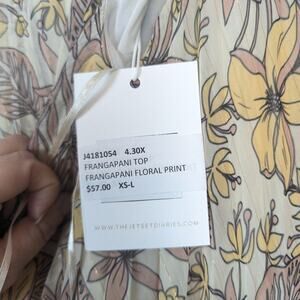 J4181054 4.30X
FRANGAPANI TOP
FRANGAPANI FLORAL PRINT
$57.00 XS-L
WWW.THEJETSETDIARIES.COM